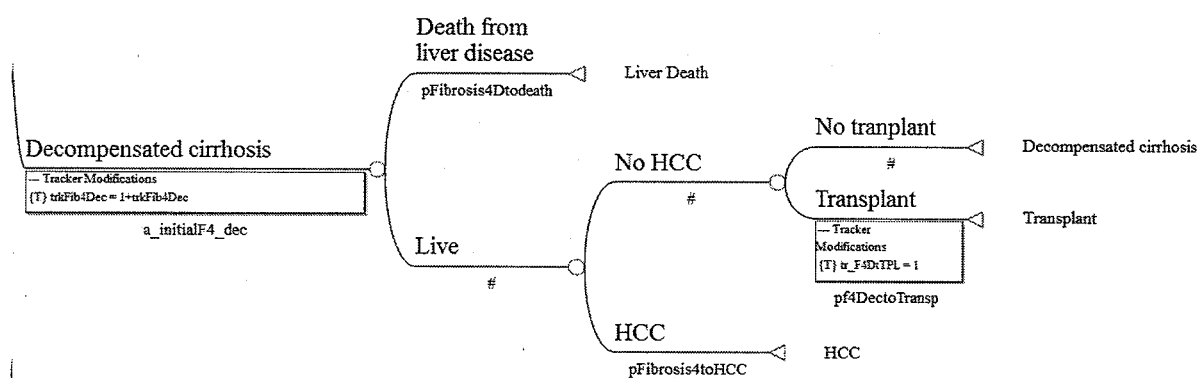 Death from
liver disease
pFibrosis4Dtodeath
Liver Death
Decompensated cirrhosis
--- Tracker Modifications
{T} trkFib4Dec = 1+trkFib4Dec
a_initialF4_dec
Live
#
No HCC
#
No tranplant
#
Decompensated cirrhosis
Transplant
--- Tracker
Modifications
{T} tr_F4DtTPL = 1
pf4DectoTransp
Transplant
HCC
pFibrosis4toHCC
HCC